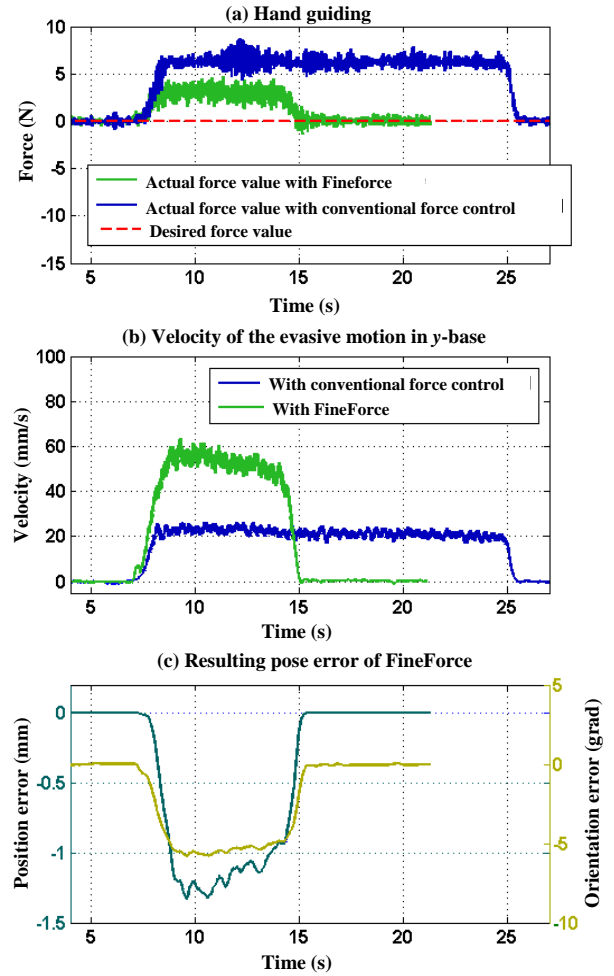 (a) Hand guiding
10
5
0
-5
-10
-15
Force (N)
Actual force value with Fineforce
Actual force value with conventional force control
Desired force value
5 10 15 20 25
Time (s)
(b) Velocity of the evasive motion in y-base
100
80
60
40
20
0
Velocity (mm/s)
With conventional force control
With FineForce
5 10 15 20 25
Time (s)
(c) Resulting pose error of FineForce
0
-0.5
-1
-1.5
Position error (mm)
5
0
-5
-10
Orientation error (grad)
5 10 15 20 25
Time (s)